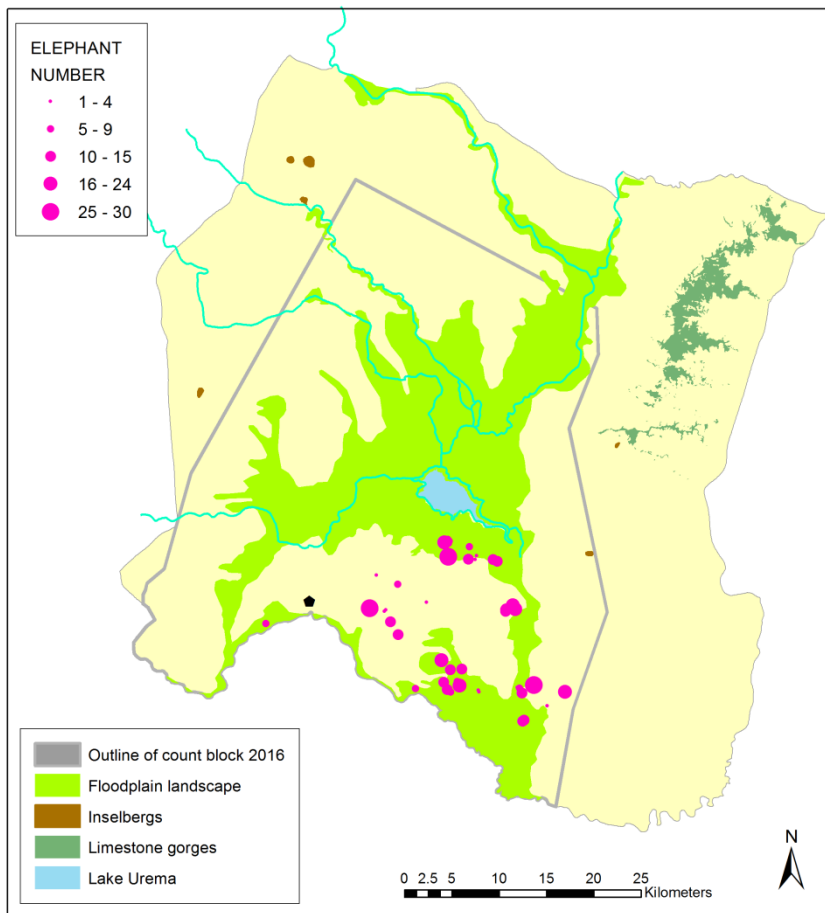 ELEPHANT
NUMBER
1 - 4
5 - 9
10 - 15
16 - 24
25 - 30
Outline of count block 2016
Floodplain landscape
Inselbergs
Limestone gorges
Lake Urema
N
0 2.5 5 10 15 20 25
Kilometers